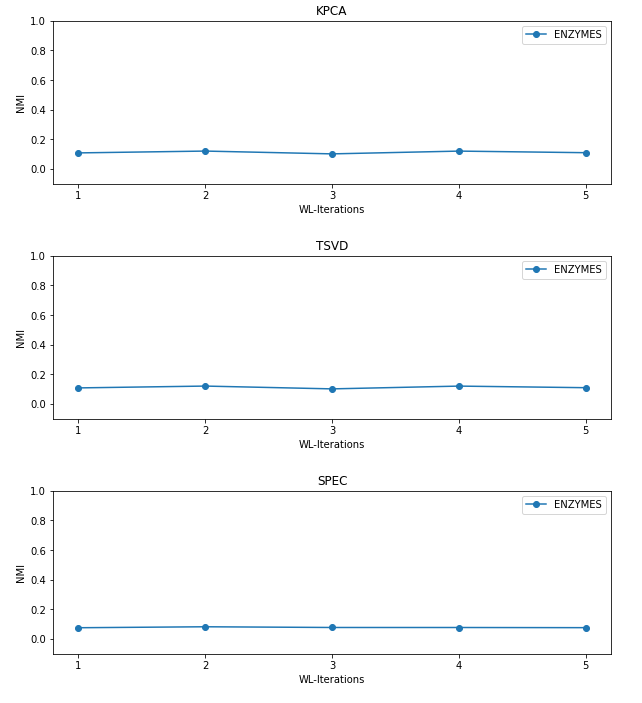 KPCA
1.0
ENZYMES
0.8
0.6
NMI
0.4
0.2
0.0
1 2 3 4 5
WL-Iterations
TSVD
1.0
ENZYMES
0.8
0.6
NMI
0.4
0.2
0.0
1 2 3 4 5
WL-Iterations
SPEC
1.0
ENZYMES
0.8
0.6
NMI
0.4
0.2
0.0
1 2 3 4 5
WL-Iterations